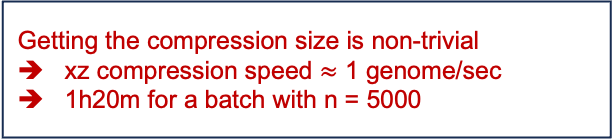 Getting the compression size is non-trivial
➔ xz compression speed ≈ 1 genome/sec
➔ 1h20m for a batch with n = 5000